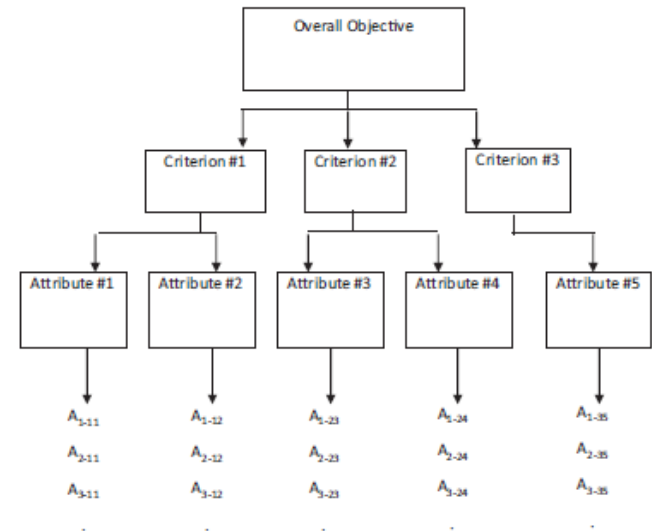 Overall Objective
Criterion #1 Criterion #2 Criterion #3
Attribute #1 Attribute #2 Attribute #3 Attribute #4 Attribute #5
A1-11 A1-12 A1-23 A1-24 A1-35
A2-11 A2-12 A2-23 A2-24 A2-35
A3-11 A3-12 A3-23 A3-24 A3-35
. . . . .